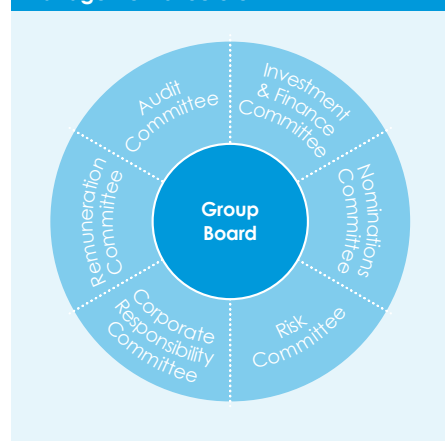 Group
Board
Audit
Committee
Investment
& Finance
Committee
Nominations
Committee
Risk
Committee
Corporate
Responsibility
Committee
Remuneration
Committee